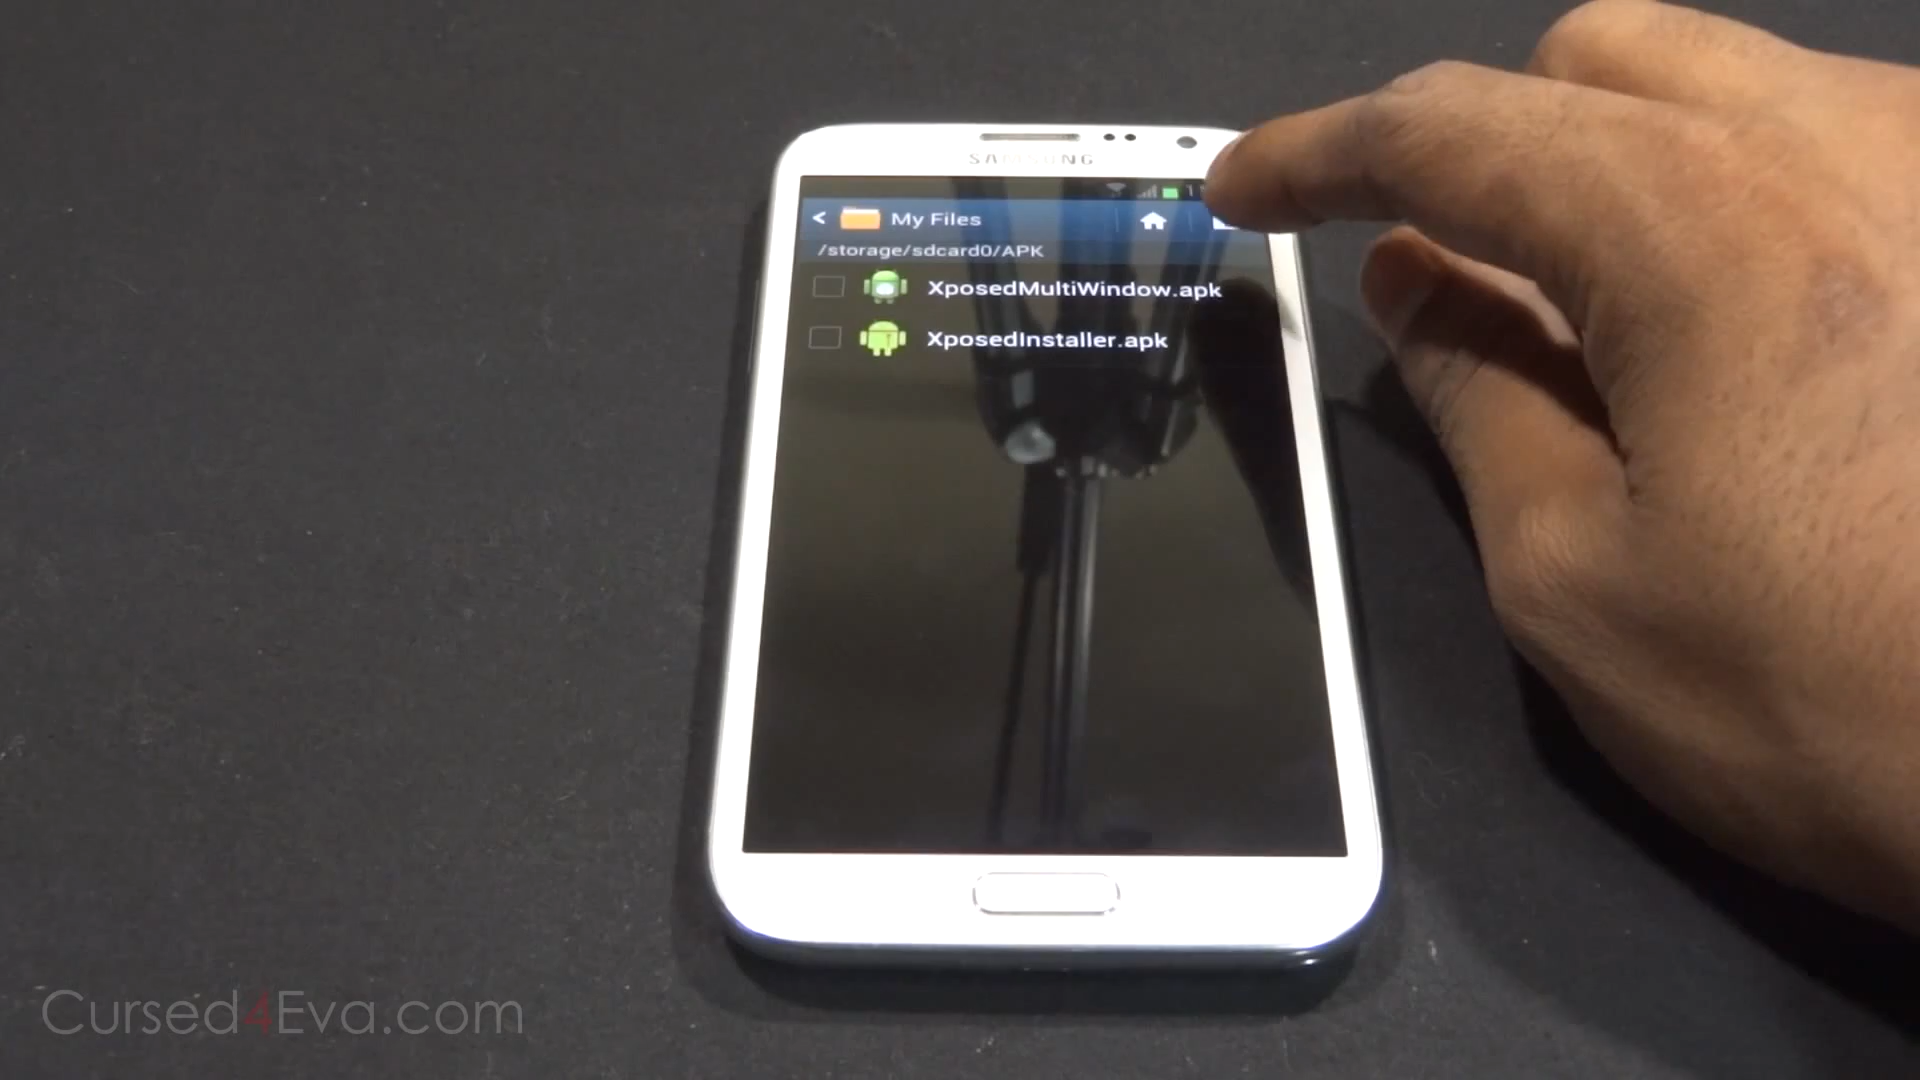 SAMSUNG
My Files
/storage/sdcard0/APK
XposedMultiWindow.apk
XposedInstaller.apk
Cursed4Eva.com